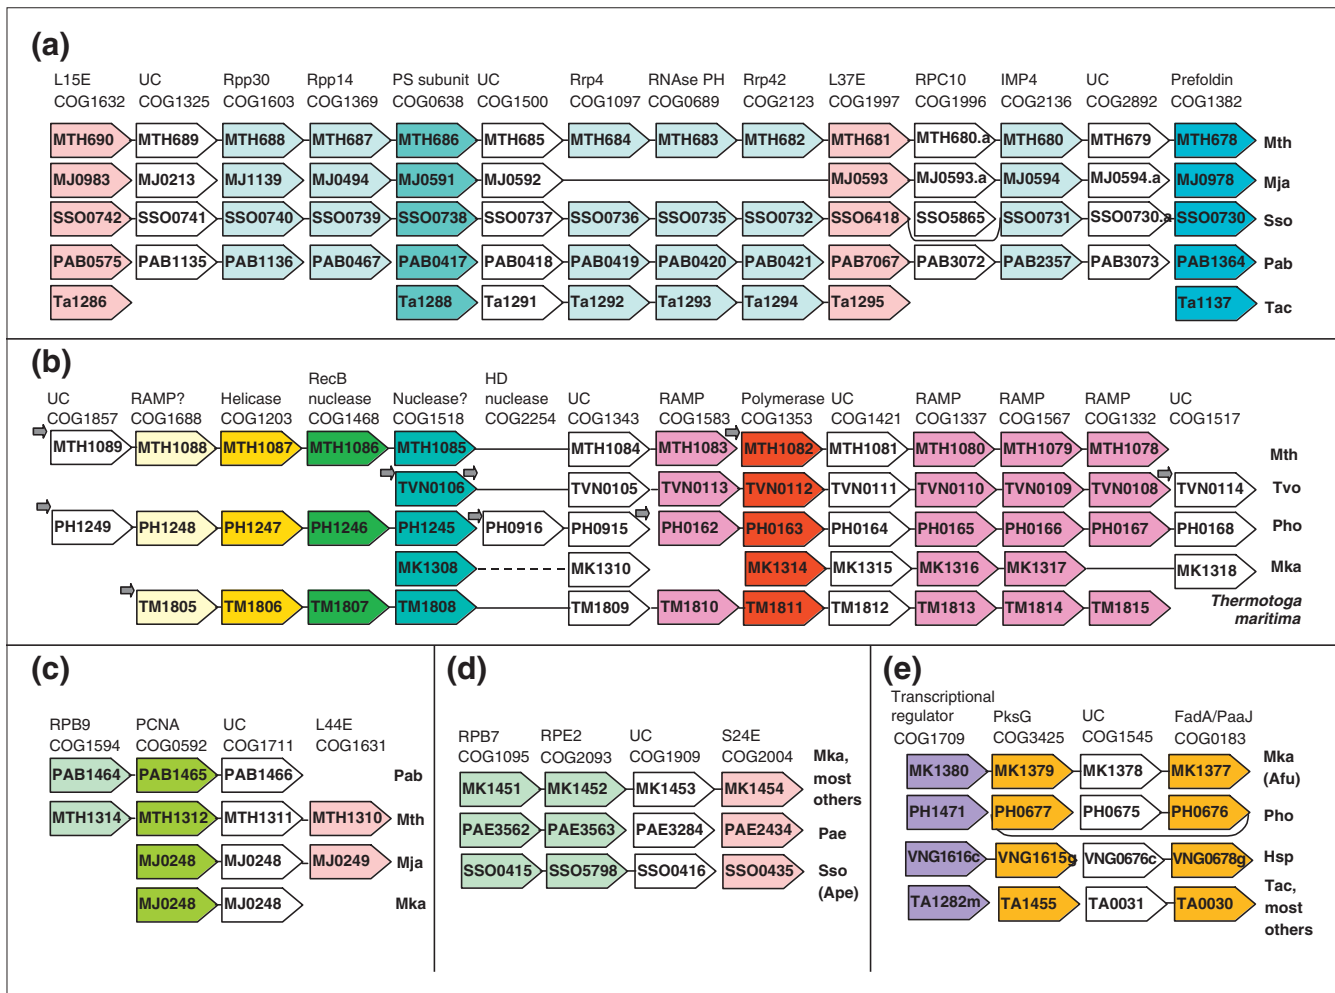 (a)
L15E UC Rpp30 Rpp14 PS subunit UC Rrp4 RNAse PH Rrp42 L37E RPC10 IMP4 UC Prefoldin
COG1632 COG1325 COG1603 COG1369 COG0638 COG1500 COG1097 COG0689 COG2123 COG1997 COG1996 COG2136 COG2892 COG1382
MTH690 MTH689 MTH688 MTH687 MTH686 MTH685 MTH684 MTH683 MTH682 MTH681 MTH680.a MTH680 MTH679 MTH678 Mth
MJ0983 MJ0213 MJ1139 MJ0494 MJ0591 MJ0592 MJ0593 MJ0593.a MJ0594 MJ0594.a MJ0978 Mja
SSO0742 SSO0741 SSO0740 SSO0739 SSO0738 SSO0737 SSO0736 SSO0735 SSO0732 SSO6418 SSO5865 SSO0731 SSO0730.a SSO0730 Sso
PAB0575 PAB1135 PAB1136 PAB0467 PAB0417 PAB0418 PAB0419 PAB0420 PAB0421 PAB7067 PAB3072 PAB2357 PAB3073 PAB1364 Pab
Ta1286 Ta1288 Ta1291 Ta1292 Ta1293 Ta1294 Ta1295 Ta1137 Tac
(b)
RecB HD
UC RAMP? Helicase nuclease Nuclease? nuclease UC RAMP Polymerase UC RAMP RAMP RAMP UC
COG1857 COG1688 COG1203 COG1468 COG1518 COG2254 COG1343 COG1583 COG1353 COG1421 COG1337 COG1567 COG1332 COG1517
MTH1089 MTH1088 MTH1087 MTH1086 MTH1085 MTH1084 MTH1083 MTH1082 MTH1081 MTH1080 MTH1079 MTH1078 Mth
TVN0106 TVN0105 TVN0113 TVN0112 TVN0111 TVN0110 TVN0109 TVN0108 TVN0114 Tvo
PH1249 PH1248 PH1247 PH1246 PH1245 PH0916 PH0915 PH0162 PH0163 PH0164 PH0165 PH0166 PH0167 PH0168 Pho
MK1308 MK1310 MK1314 MK1315 MK1316 MK1317 MK1318 Mka
TM1805 TM1806 TM1807 TM1808 TM1809 TM1810 TM1811 TM1812 TM1813 TM1814 TM1815 Thermotoga
maritima
(c)
RPB9 PCNA UC L44E
COG1594 COG0592 COG1711 COG1631
PAB1464 PAB1465 PAB1466 Pab
MTH1314 MTH1312 MTH1311 MTH1310 Mth
MJ0248 MJ0248 MJ0249 Mja
MJ0248 MJ0248 Mka
(d)
RPB7 RPE2 UC S24E
COG1095 COG2093 COG1909 COG2004
Mka,
most
others
MK1451 MK1452 MK1453 MK1454
PAE3562 PAE3563 PAE3284 PAE2434 Pae
SSO0415 SSO5798 SSO0416 SSO0435 Sso
(Ape)
(e)
Transcriptional
regulator PksG UC FadA/PaaJ
COG1709 COG3425 COG1545 COG0183
MK1380 MK1379 MK1378 MK1377 Mka
(Afu)
PH1471 PH0677 PH0675 PH0676 Pho
VNG1616c VNG1615g VNG0676c VNG0678g Hsp
TA1282m TA1455 TA0031 TA0030 Tac,
most
others